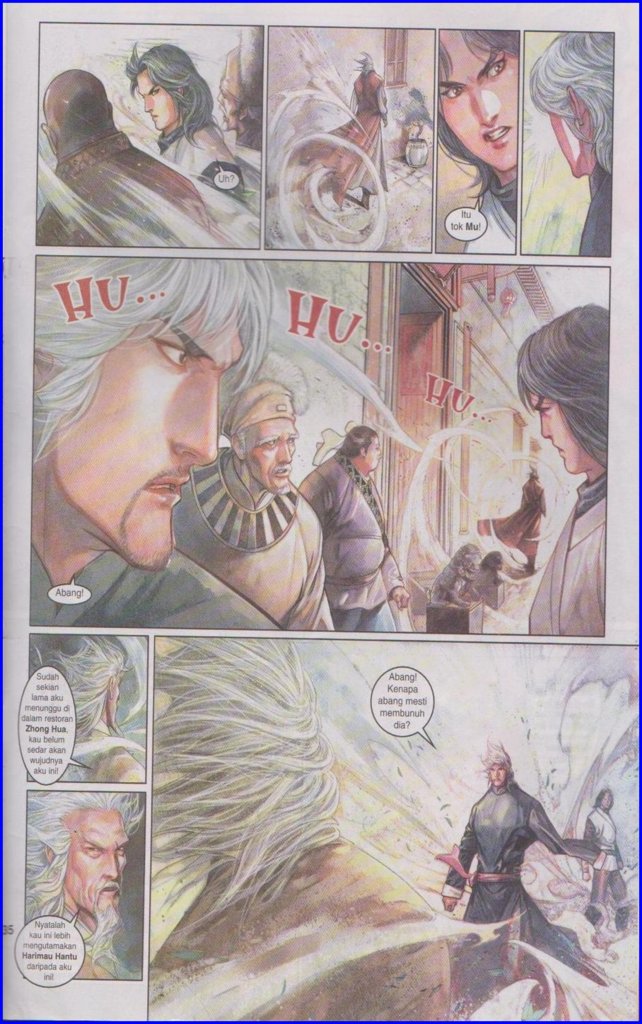 Uh?
Itu
tok Mu!
HU...
HU...
HU...
Abang!
Sudah
sekian
lama aku
menunggu di
dalam restoran
Zhong Hua,
kau belum
sedar akan
wujudnya
aku ini!
Abang!
Kenapa
abang mesti
membunuh
dia?
Nyatalah
kau ini lebih
mengutamakan
Harimau Hantu
daripada aku
ini!
35